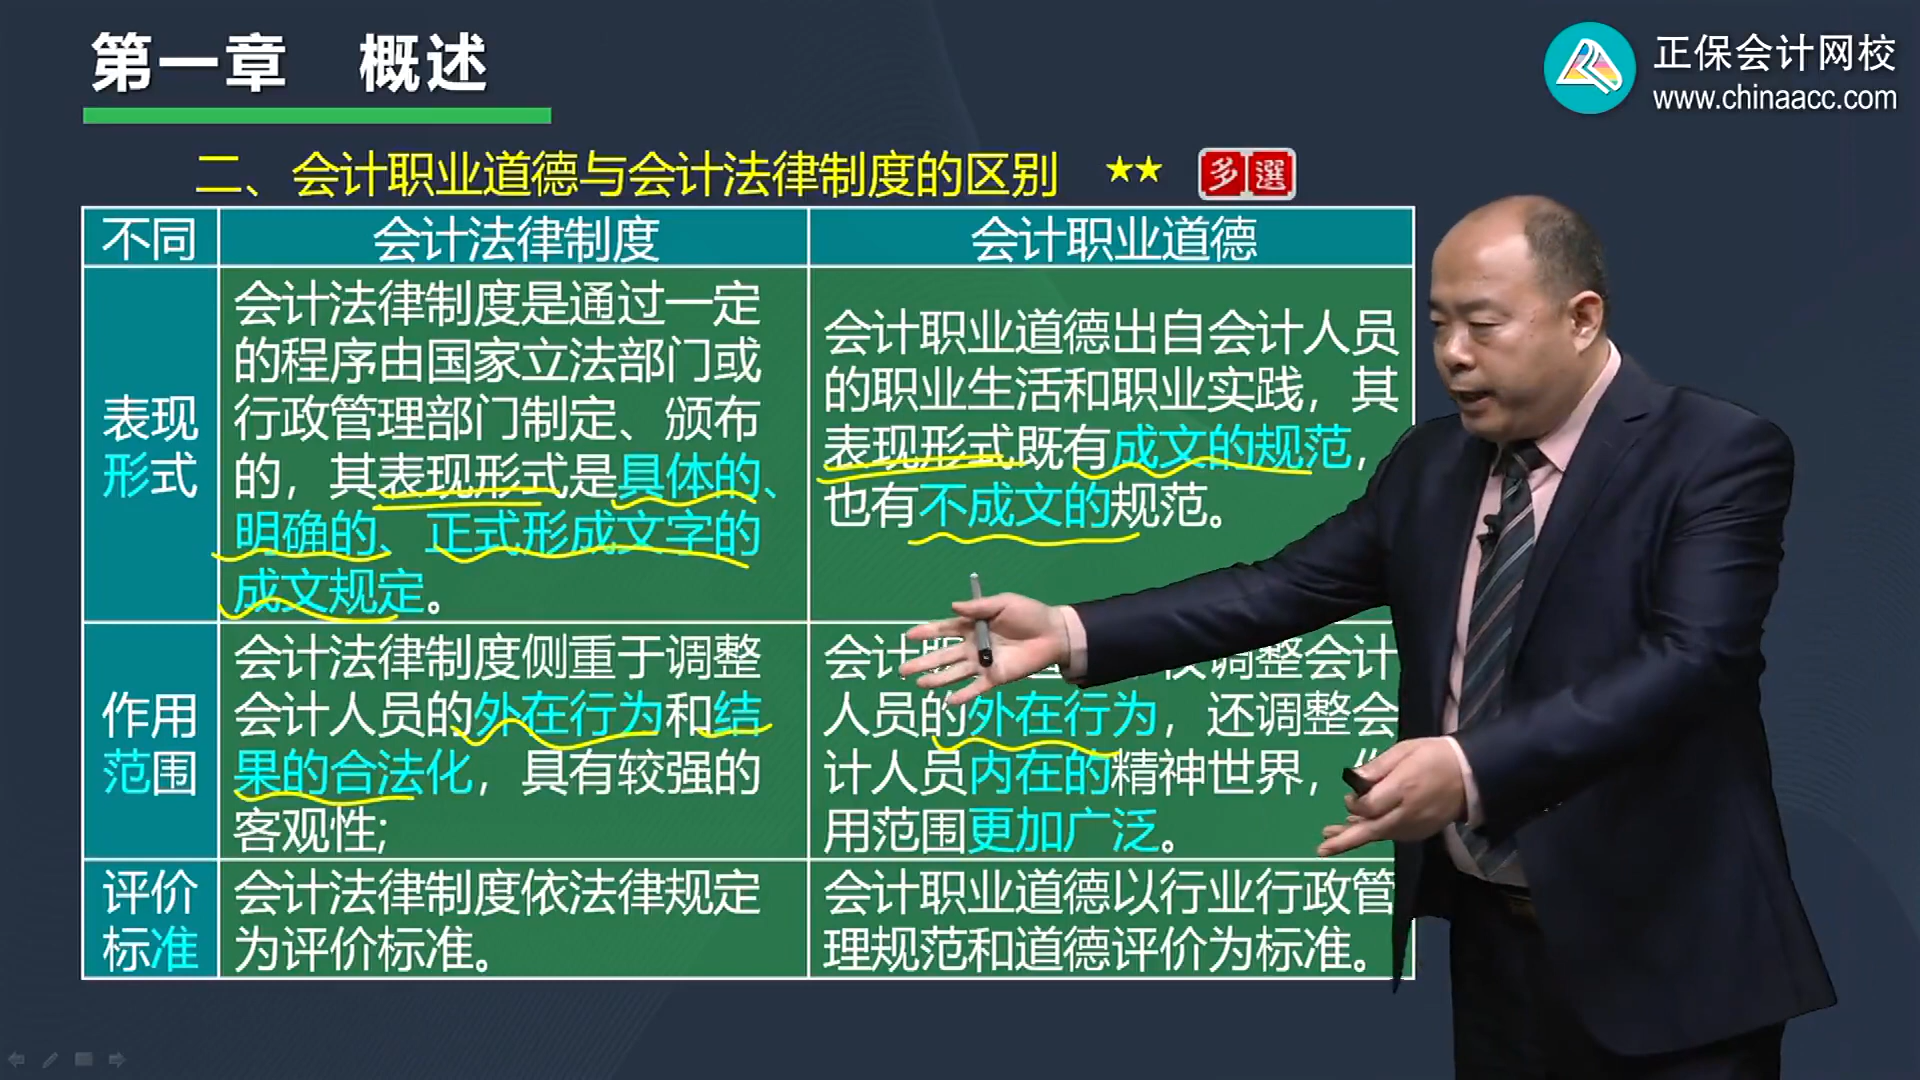 第一章 概述
正保会计网校
www.chinaacc.com
二、会计职业道德与会计法律制度的区别 ★★ 多選
不同
会计法律制度
会计职业道德
表现
形式
会计法律制度是通过一定
的程序由国家立法部门或
行政管理部门制定、颁布
的，其表现形式是具体的、
明确的、正式形成文字的
成文规定。
会计职业道德出自会计人员
的职业生活和职业实践，其
表现形式既有成文的规范，
也有不成文的规范。
作用
范围
会计法律制度侧重于调整
会计人员的外在行为和结
果的合法化，具有较强的
客观性;
会计 调整会计
人员的外在行为，还调整会
计人员内在的精神世界，
用范围更加广泛。
评价
标准
会计法律制度依法律规定
为评价标准。
会计职业道德以行业行政管
理规范和道德评价为标准。